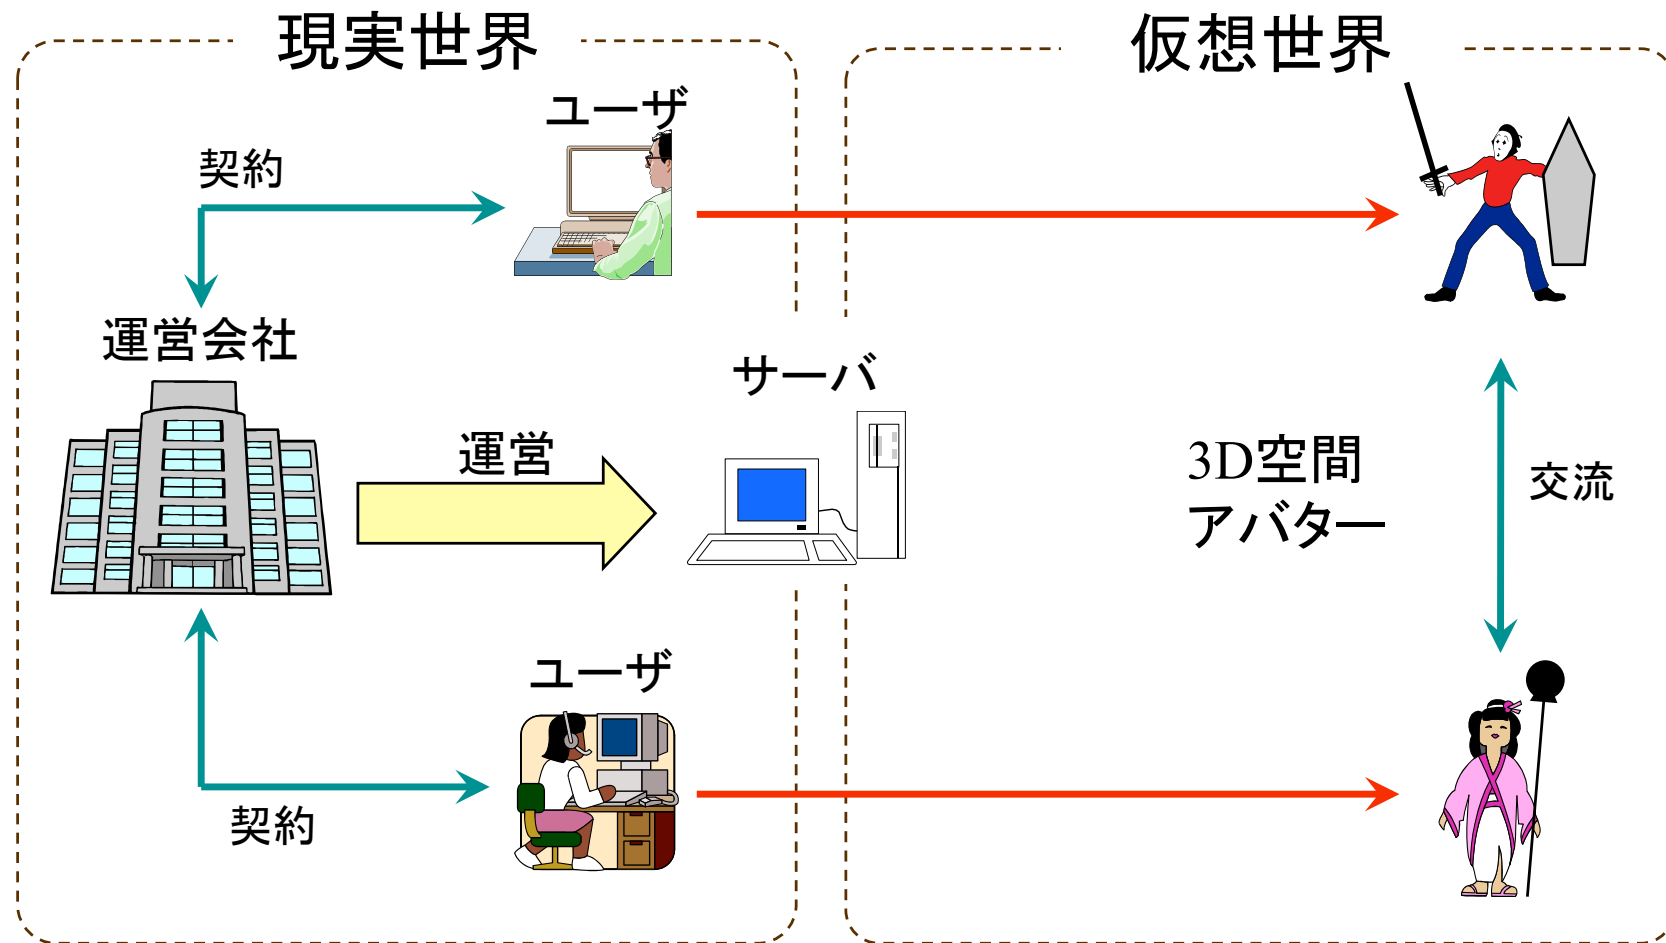 現実世界
仮想世界
ユーザ
契約
運営会社
サーバ
運営
3D空間
アバター
交流
ユーザ
契約